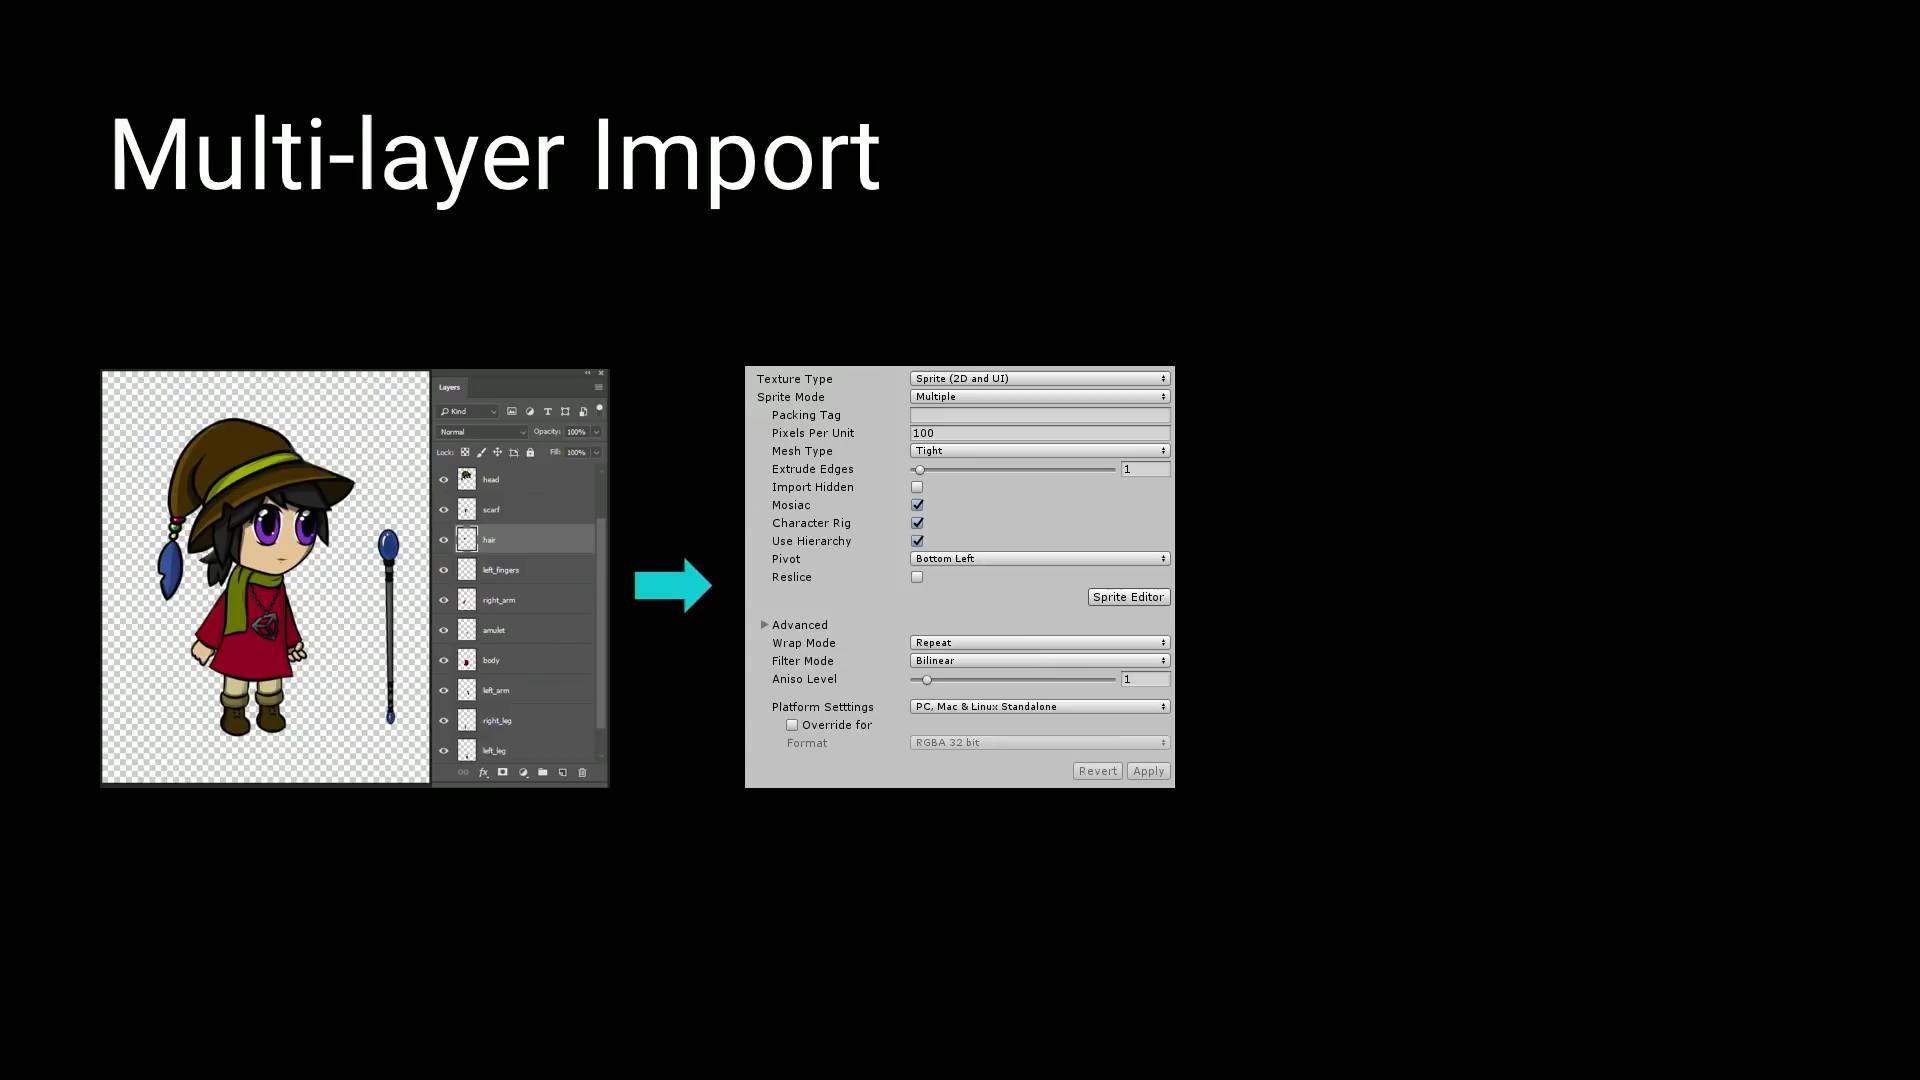 Multi-layer Import
Layers
Kind
Normal Opacity: 100%
Lock: Fill: 100%
head
scarf
hair
left_fingers
right_arm
amulet
body
left_arm
right_leg
left_leg
fx
Texture Type Sprite (2D and UI)
Sprite Mode Multiple
Packing Tag
Pixels Per Unit 100
Mesh Type Tight
Extrude Edges 1
Import Hidden
Mosiac
Character Rig
Use Hierarchy
Pivot Bottom Left
Reslice
Sprite Editor
Advanced
Wrap Mode Repeat
Filter Mode Bilinear
Aniso Level 1
Platform Setttings PC, Mac & Linux Standalone
Override for
Format RGBA 32 bit
Revert Apply